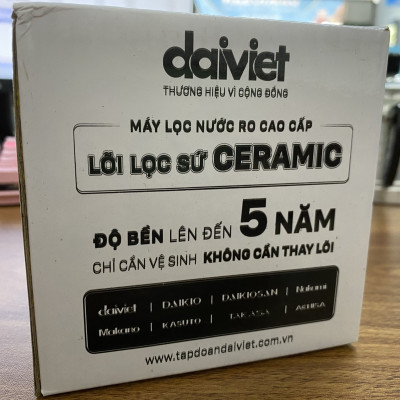 daiviet
THƯƠNG HIỆU VÌ CỘNG ĐỒNG
MÁY LỌC NƯỚC RO CAO CẤP
LÕI LỌC SỨ CERAMIC
ĐỘ BỀN LÊN ĐẾN 5 NĂM
CHỈ CẦN VỆ SINH KHÔNG CẦN THAY LÕI
daiviet | DAIKIO | DAIKIOSAN | Nakami
Makano | KASUTO | TAKASA | ASHISA
www.tapdoandaiviet.com.vn